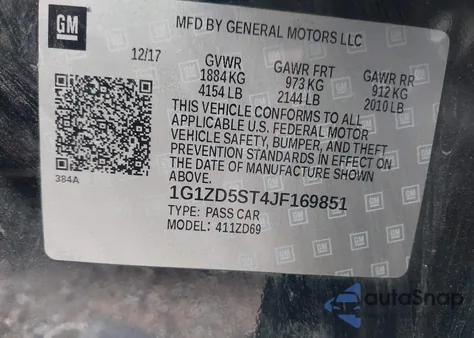 GM
MFD BY GENERAL MOTORS LLC
12/17
GVWR GAWR FRT GAWR RR
1884 KG 973 KG 912 KG
4154 LB 2144 LB 2010 LB
THIS VEHICLE CONFORMS TO ALL
APPLICABLE U.S. FEDERAL MOTOR
VEHICLE SAFETY, BUMPER, AND THEFT
PREVENTION STANDARDS IN EFFECT ON
THE DATE OF MANUFACTURE SHOWN
ABOVE.
384A
1G1ZD5ST4JF169851
TYPE: PASS CAR
MODEL: 411ZD69
GM
GM
GM
autoSnap